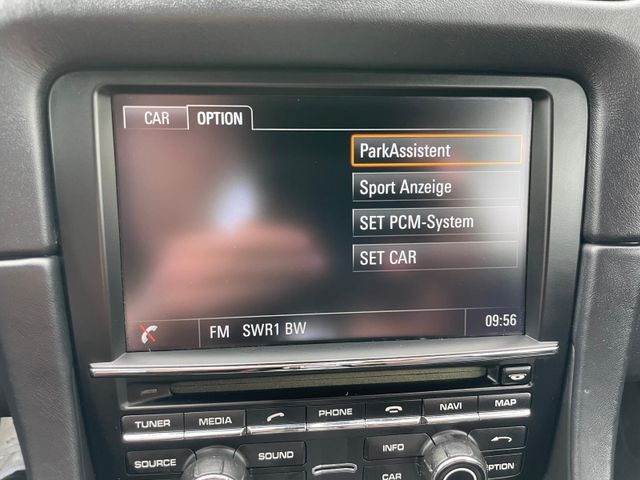 CAR OPTION
ParkAssistent
Sport Anzeige
SET PCM-System
SET CAR
FM SWR1 BW 09:56
TUNER MEDIA PHONE NAVI MAP
SOURCE SOUND INFO
CAR OPTION